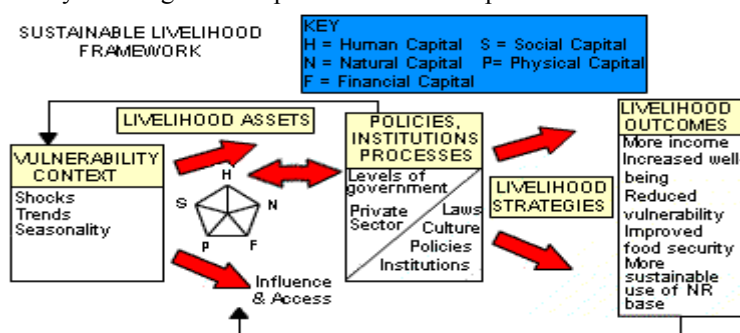 SUSTAINABLE LIVELIHOOD
FRAMEWORK
KEY
H = Human Capital S = Social Capital
N = Natural Capital P= Physical Capital
F = Financial Capital
LIVELIHOOD ASSETS
VULNERABILITY
CONTEXT
Shocks
Trends
Seasonality
H
S
N
P
F
Influence
& Access
POLICIES,
INSTITUTIONS
PROCESSES
Levels of
government
Private
Sector
Laws
Culture
Policies
Institutions
LIVELIHOOD
STRATEGIES
LIVELIHOOD
OUTCOMES
More income
Increased well-
being
Reduced
vulnerability
Improved
food security
More
sustainable
use of NR
base